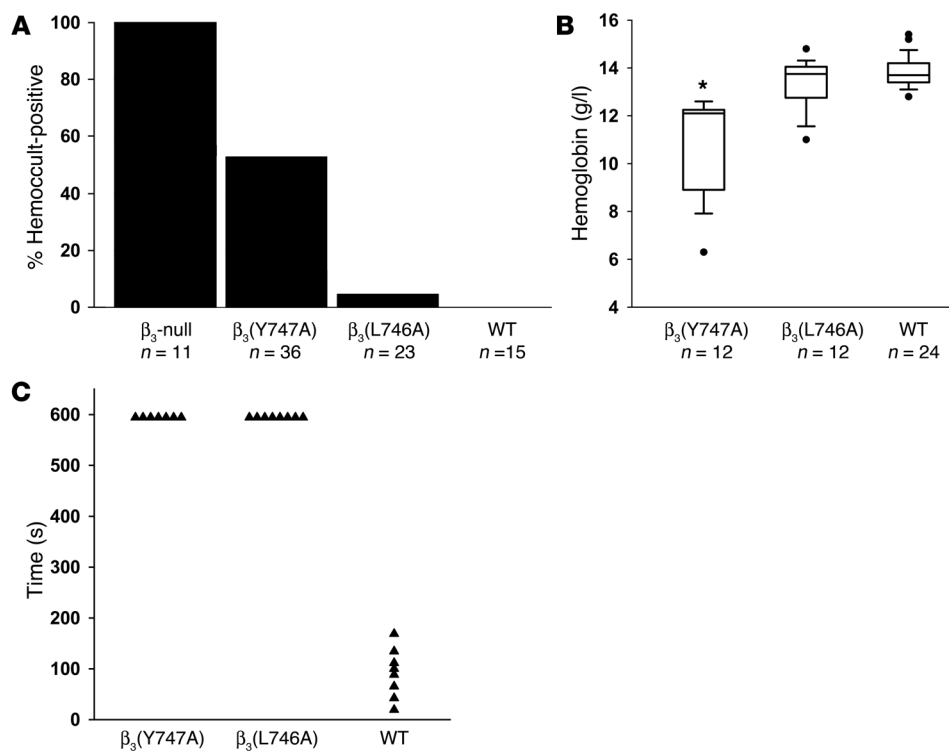 A
% Hemoccult-positive
100
80
60
40
20
0
β3-null
n = 11
β3(Y747A)
n = 36
β3(L746A)
n = 23
WT
n =15
B
Hemoglobin (g/l)
16
14
12
10
8
6
4
*
β3(Y747A)
n = 12
β3(L746A)
n = 12
WT
n = 24
C
Time (s)
600
500
400
300
200
100
0
β3(Y747A)
β3(L746A)
WT